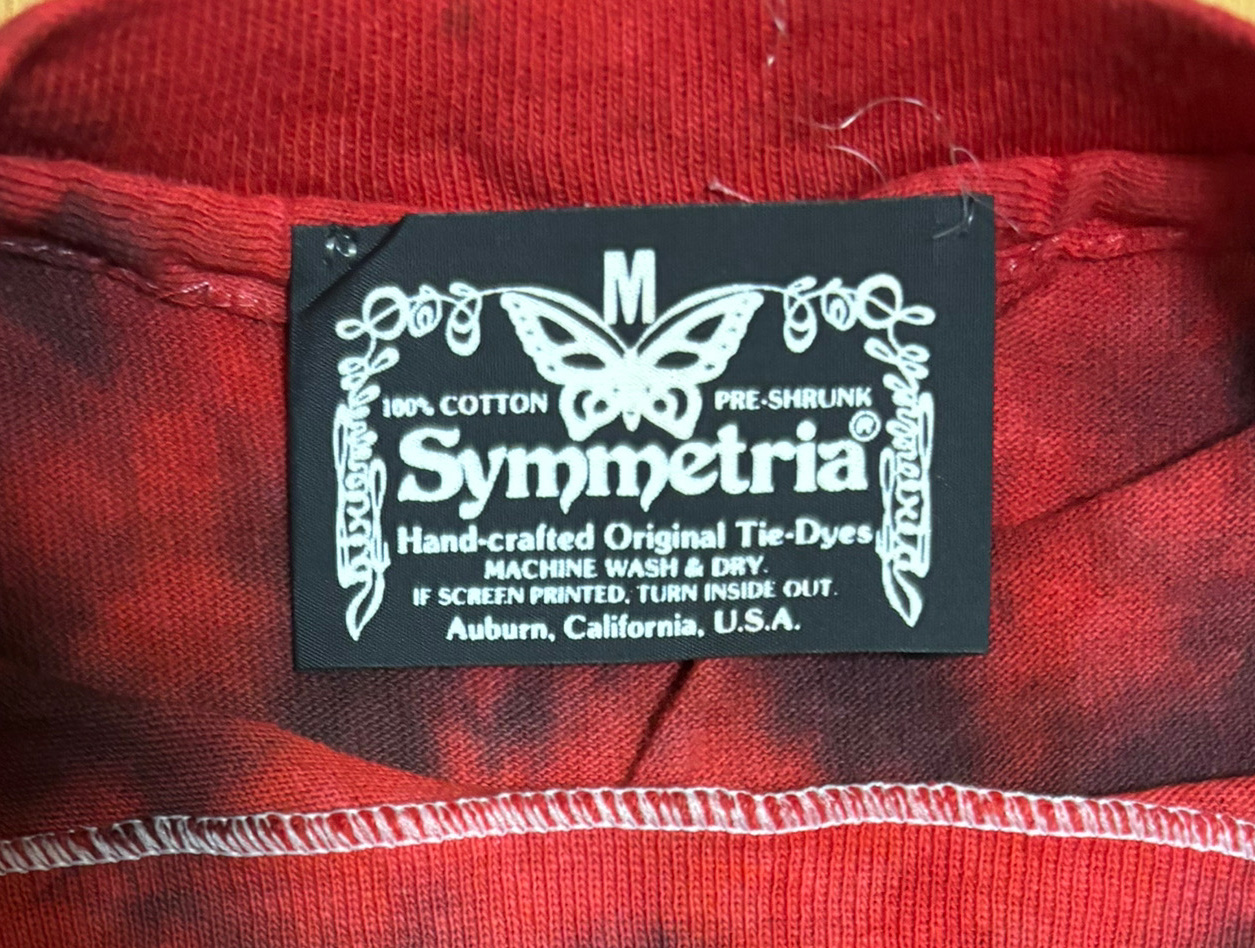 M
100% COTTON PRE-SHRUNK
Symmetria®
Hand-crafted Original Tie-Dyes
MACHINE WASH & DRY.
IF SCREEN PRINTED, TURN INSIDE OUT.
Auburn, California, U.S.A.